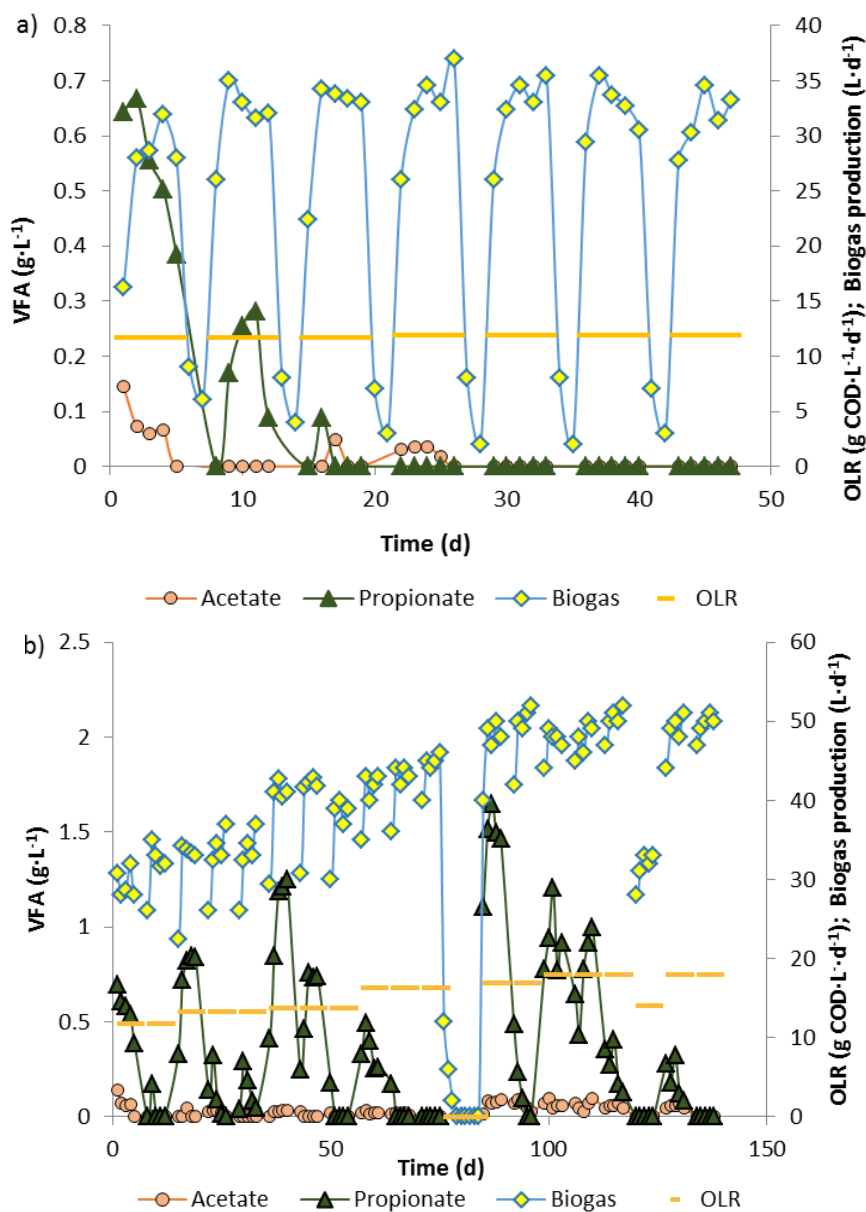 a)
0.8
0.7
0.6
0.5
0.4
0.3
0.2
0.1
0
VFA (g·L⁻¹)
40
35
30
25
20
15
10
5
0
OLR (g COD·L⁻¹·d⁻¹); Biogas production (L·d⁻¹)
0 10 20 30 40 50
Time (d)
Acetate Propionate Biogas OLR
b)
2.5
2
1.5
1
0.5
0
VFA (g·L⁻¹)
60
50
40
30
20
10
0
OLR (g COD·L⁻¹·d⁻¹); Biogas production (L·d⁻¹)
0 50 100 150
Time (d)
Acetate Propionate Biogas OLR